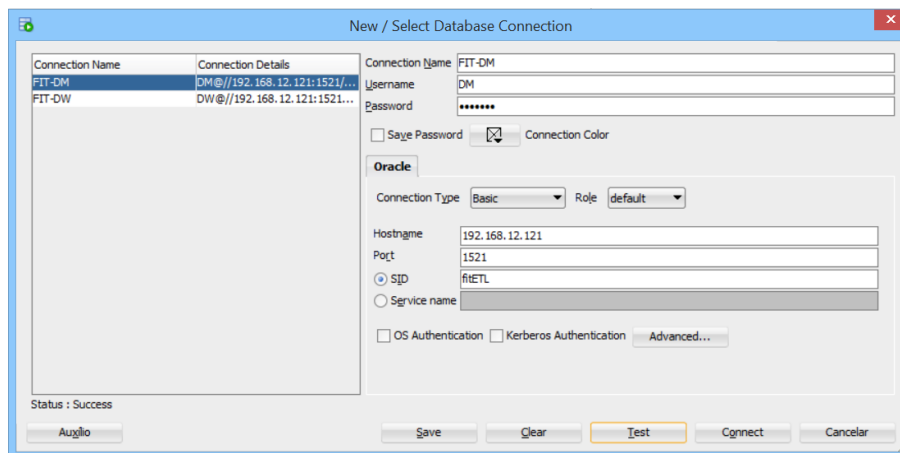 New / Select Database Connection
Connection Name Connection Details
FIT-DM DM@//192.168.12.121:1521/...
FIT-DW DW@//192.168.12.121:1521...
Connection Name FIT-DM
Username DM
Password •••••••
Save Password Connection Color
Oracle
Connection Type Basic Role default
Hostname 192.168.12.121
Port 1521
SID fitETL
Service name
OS Authentication Kerberos Authentication Advanced...
Status : Success
Auxílio Save Clear Test Connect Cancelar